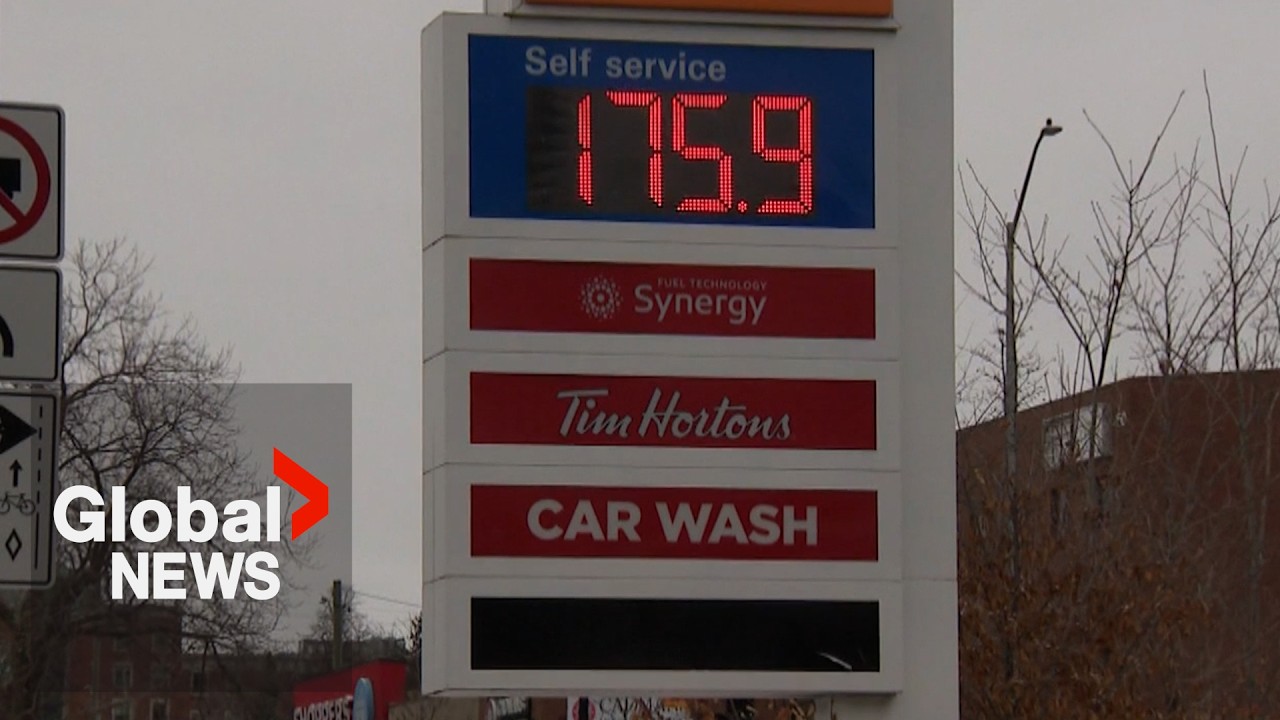 Self service
175.9
FUEL TECHNOLOGY
Synergy
Tim Hortons
CAR WASH
Global
NEWS